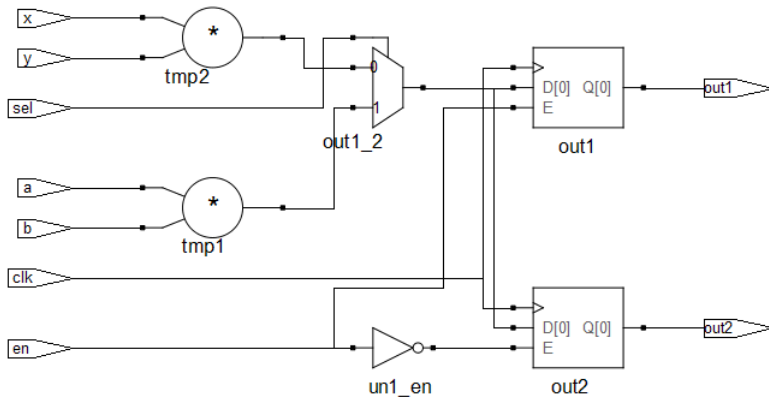 x
*
y
tmp2
sel
0
1
out1_2
D[0] Q[0]
E
out1
out1
a
*
b
tmp1
clk
D[0] Q[0]
E
out2
out2
en
un1_en